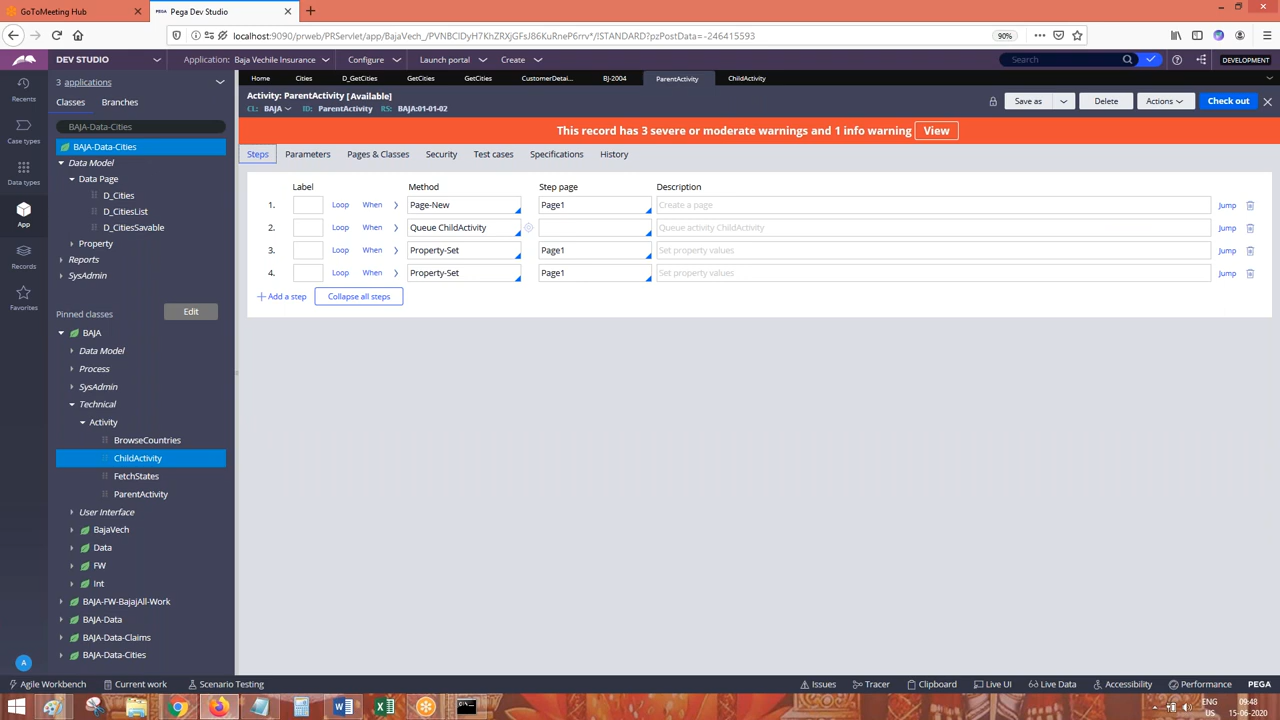 GoToMeeting Hub
Pega Dev Studio
localhost:9090/prweb/PRServlet/app/BajaVech_/PVNBClDyH7KhZRXjGFsJ86KuRneP6rrv*/!STANDARD?pzPostData=-246415593
90%
DEV STUDIO
Application: Baja Vechile Insurance
Configure
Launch portal
Create
Search
DEVELOPMENT
Recents
Case types
Data types
App
Records
Favorites
A
3 applications
Classes
Branches
BAJA-Data-Cities
BAJA-Data-Cities
Data Model
Data Page
D_Cities
D_CitiesList
D_CitiesSavable
Property
Reports
SysAdmin
Pinned classes
Edit
BAJA
Data Model
Process
SysAdmin
Technical
Activity
BrowseCountries
ChildActivity
FetchStates
ParentActivity
User Interface
BajaVech
Data
FW
Int
BAJA-FW-BajajAll-Work
BAJA-Data
BAJA-Data-Claims
BAJA-Data-Cities
Home
Cities
D_GetCities
GetCities
GetCities
CustomerDetai...
BJ-2004
ParentActivity
ChildActivity
Activity: ParentActivity [Available]
CL: BAJA ID: ParentActivity RS: BAJA:01-01-02
Save as
Delete
Actions
Check out
This record has 3 severe or moderate warnings and 1 info warning View
Steps
Parameters
Pages & Classes
Security
Test cases
Specifications
History
Label Method Step page Description
1. Loop When Page-New Page1 Create a page Jump
2. Loop When Queue ChildActivity Queue activity ChildActivity Jump
3. Loop When Property-Set Page1 Set property values Jump
4. Loop When Property-Set Page1 Set property values Jump
Add a step
Collapse all steps
Agile Workbench
Current work
Scenario Testing
Issues
Tracer
Clipboard
Live UI
Live Data
Accessibility
Performance
PEGA
ENG
US
09:48
15-06-2020